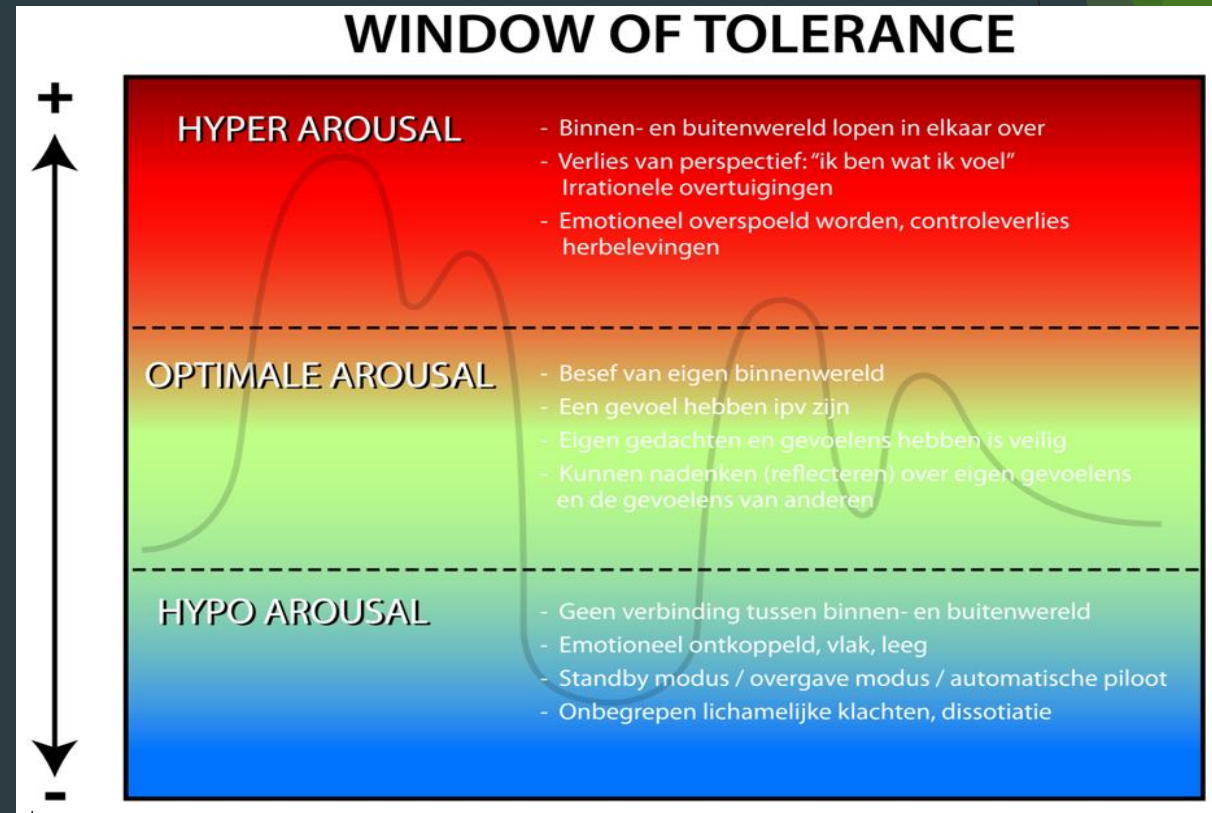 WINDOW OF TOLERANCE
+
HYPER AROUSAL
- Binnen- en buitenwereld lopen in elkaar over
- Verlies van perspectief: “ik ben wat ik voel”
Irrationele overtuigingen
- Emotioneel overspoeld worden, controleverlies
herbelevingen
OPTIMALE AROUSAL
- Besef van eigen binnenwereld
- Een gevoel hebben ipv zijn
- Eigen gedachten en gevoelens hebben is veilig
- Kunnen nadenken (reflecteren) over eigen gevoelens
en de gevoelens van anderen
HYPO AROUSAL
- Geen verbinding tussen binnen- en buitenwereld
- Emotioneel ontkoppeld, vlak, leeg
- Standby modus / overgave modus / automatische piloot
- Onbegrepen lichamelijke klachten, dissotiatie
-